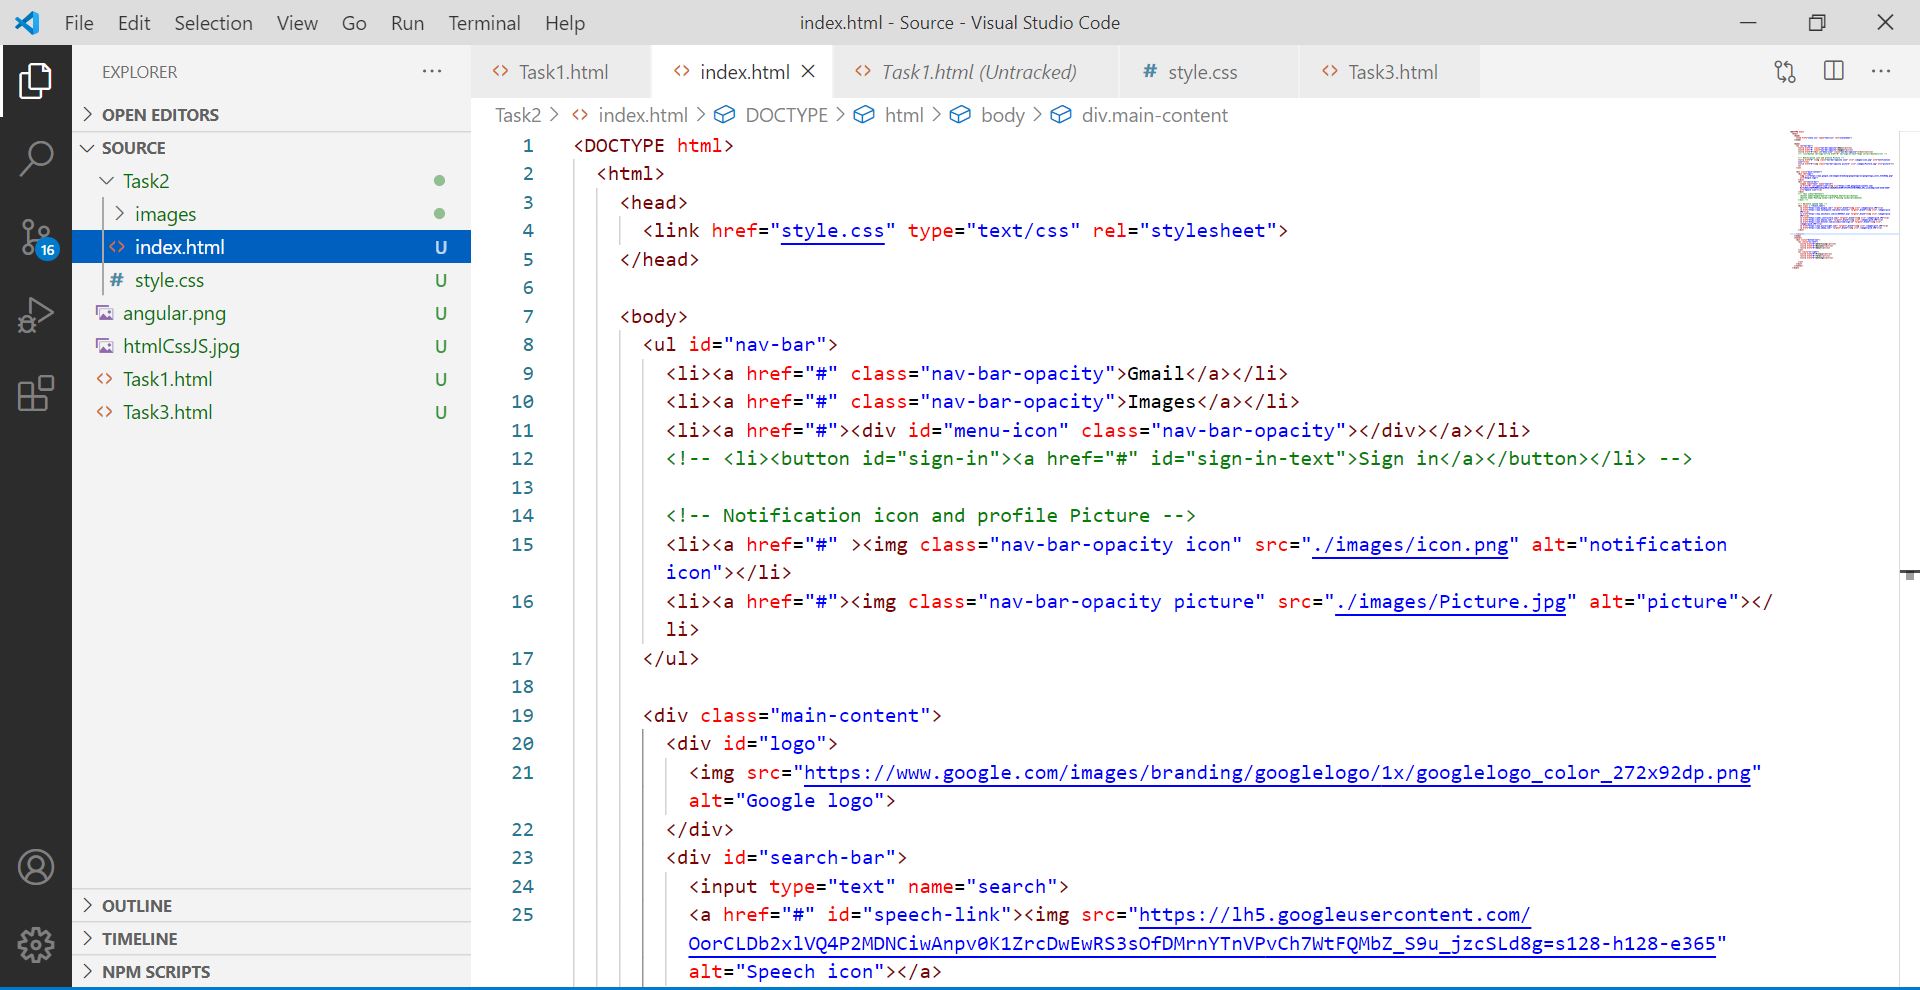 File Edit Selection View Go Run Terminal Help
index.html - Source - Visual Studio Code
EXPLORER
OPEN EDITORS
SOURCE
Task2
images
index.html U
style.css U
angular.png U
htmlCssJS.jpg U
Task1.html U
Task3.html U
16
OUTLINE
TIMELINE
NPM SCRIPTS
Task1.html index.html Task1.html (Untracked) style.css Task3.html
Task2 > index.html > DOCTYPE > html > body > div.main-content
1 <DOCTYPE html>
2 <html>
3 <head>
4 <link href="style.css" type="text/css" rel="stylesheet">
5 </head>
6
7 <body>
8 <ul id="nav-bar">
9 <li><a href="#" class="nav-bar-opacity">Gmail</a></li>
10 <li><a href="#" class="nav-bar-opacity">Images</a></li>
11 <li><a href="#"><div id="menu-icon" class="nav-bar-opacity"></div></a></li>
12 <!-- <li><button id="sign-in"><a href="#" id="sign-in-text">Sign in</a></button></li> -->
13
14 <!-- Notification icon and profile Picture -->
15 <li><a href="#" ><img class="nav-bar-opacity icon" src="./images/icon.png" alt="notification
icon"></li>
16 <li><a href="#"><img class="nav-bar-opacity picture" src="./images/Picture.jpg" alt="picture"></
li>
17 </ul>
18
19 <div class="main-content">
20 <div id="logo">
21 <img src="https://www.google.com/images/branding/googlelogo/1x/googlelogo_color_272x92dp.png"
alt="Google logo">
22 </div>
23 <div id="search-bar">
24 <input type="text" name="search">
25 <a href="#" id="speech-link"><img src="https://lh5.googleusercontent.com/
OorCLDb2xlVQ4P2MDNCiwAnpv0K1ZrcDwEwRS3sOfDMrnYTnVPvCh7WtFQMbZ_S9u_jzcSLd8g=s128-h128-e365"
alt="Speech icon"></a>